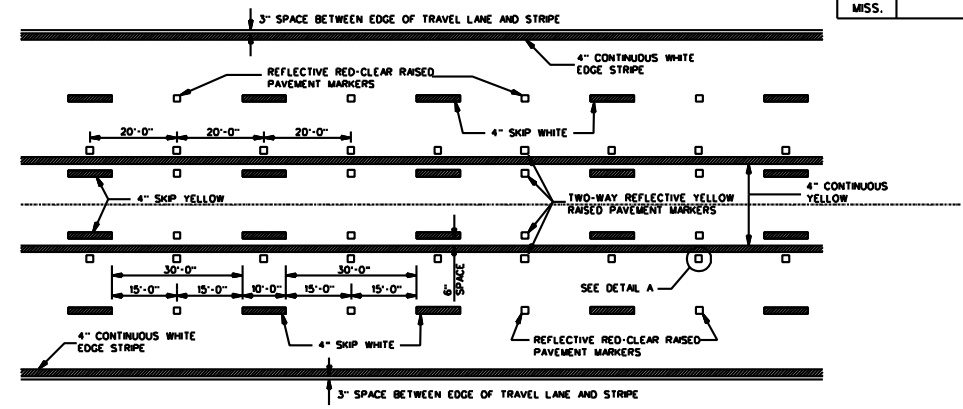 MISS.
3" SPACE BETWEEN EDGE OF TRAVEL LANE AND STRIPE
4" CONTINUOUS WHITE
EDGE STRIPE
REFLECTIVE RED-CLEAR RAISED
PAVEMENT MARKERS
4" SKIP WHITE
20'-0" 20'-0" 20'-0"
4" SKIP YELLOW
TWO-WAY REFLECTIVE YELLOW
RAISED PAVEMENT MARKERS
4" CONTINUOUS
YELLOW
30'-0" 30'-0"
15'-0" 15'-0" 10'-0" 15'-0" 15'-0"
6"
SPACE
SEE DETAIL A
4" CONTINUOUS WHITE
EDGE STRIPE
4" SKIP WHITE
REFLECTIVE RED-CLEAR RAISED
PAVEMENT MARKERS
3" SPACE BETWEEN EDGE OF TRAVEL LANE AND STRIPE